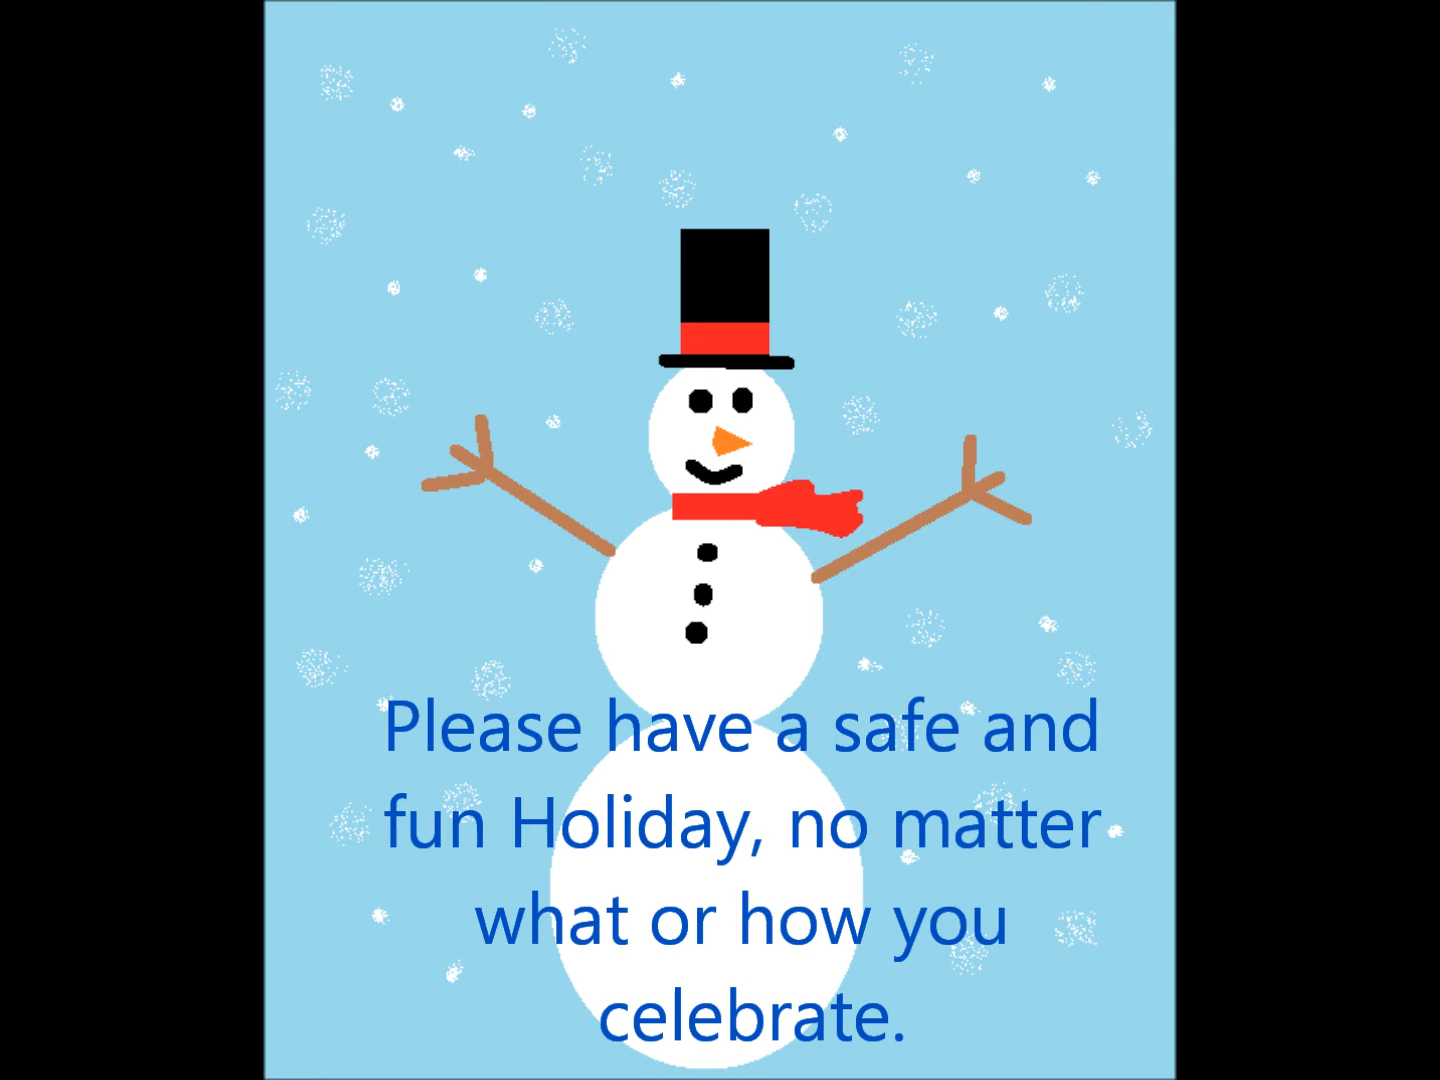 Please have a safe and
fun Holiday, no matter
what or how you
celebrate.